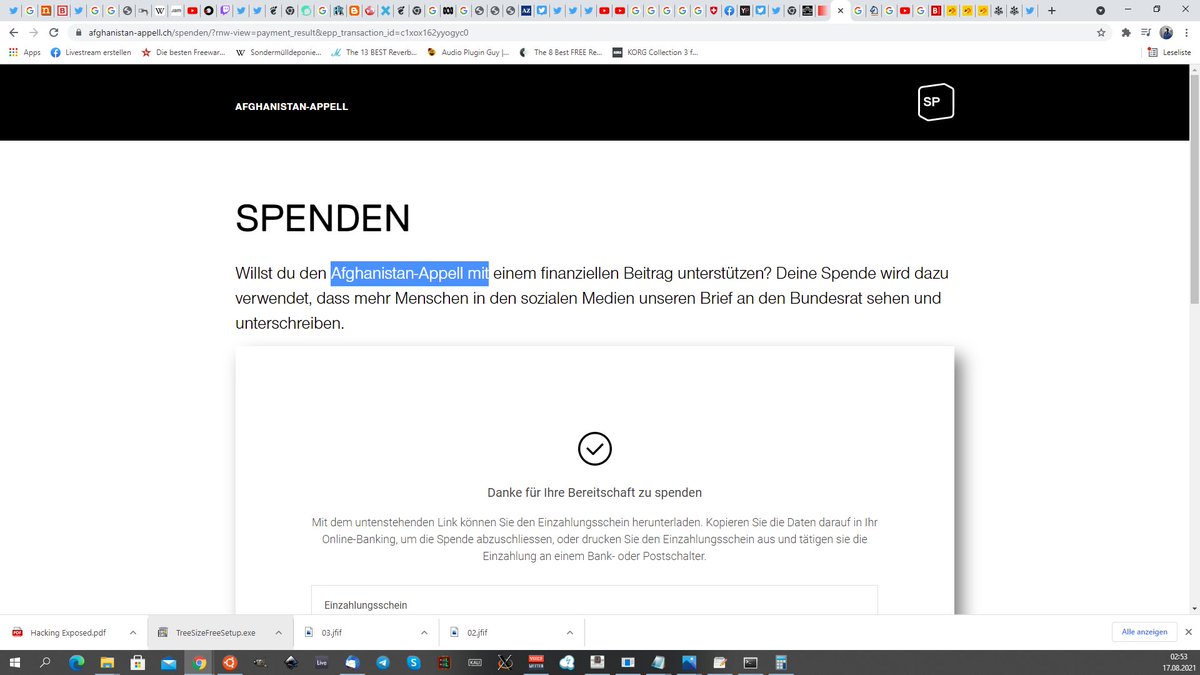 afghanistan-appell.ch/spenden/?rnw-view=payment_result&epp_transaction_id=c1xox162yyogyc0
Apps
Livestream erstellen
Die besten Freewar...
Sondermülldeponie...
The 13 BEST Reverb...
Audio Plugin Guy |...
The 8 Best FREE Re...
KORG Collection 3 f...
Leseliste
AFGHANISTAN-APPELL
SP
SPENDEN
Willst du den Afghanistan-Appell mit einem finanziellen Beitrag unterstützen? Deine Spende wird dazu
verwendet, dass mehr Menschen in den sozialen Medien unseren Brief an den Bundesrat sehen und
unterschreiben.
Danke für Ihre Bereitschaft zu spenden
Mit dem untenstehenden Link können Sie den Einzahlungsschein herunterladen. Kopieren Sie die Daten darauf in Ihr
Online-Banking, um die Spende abzuschliessen, oder drucken Sie den Einzahlungsschein aus und tätigen sie die
Einzahlung an einem Bank- oder Postschalter.
Einzahlungsschein
Hacking Exposed.pdf
TreeSizeFreeSetup.exe
03.jfif
02.jfif
Alle anzeigen
Live
KALI
02:53
17.08.2021